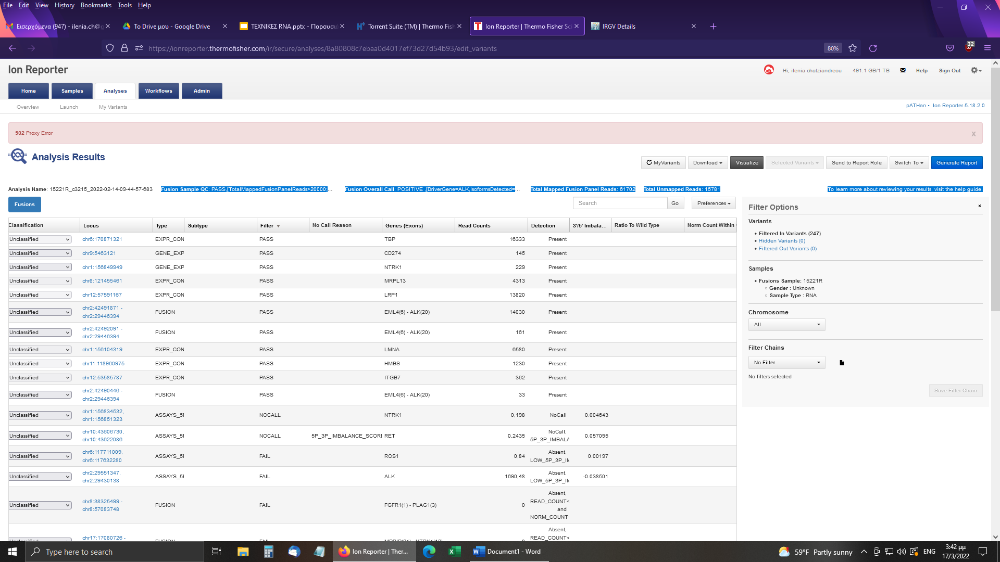 File Edit View History Bookmarks Tools Help
Εισερχόμενα (947) - ilenia.ch@g
Το Drive μου - Google Drive
ΤΕΧΝΙΚΕΣ RNA.pptx - Παρουσι
Torrent Suite (TM) | Thermo Fish
Ion Reporter | Thermo Fisher Sci
IRGV Details
https://ionreporter.thermofisher.com/ir/secure/analyses/8a80808c7ebaa0d4017ef73d27d54b93/edit_variants
80%
32
Ion Reporter
Hi, ilenia chatziandreou 491.1 GB/1 TB Help Sign Out
Home Samples Analyses Workflows Admin
Overview Launch My Variants
pATHan • Ion Reporter 5.18.2.0
502 Proxy Error
x
Analysis Results
MyVariants Download Visualize Selected Variants Send to Report Role Switch To Generate Report
Analysis Name: 15221R_c3215_2022-02-14-09-44-57-683 Fusion Sample QC: PASS,[TotalMappedFusionPanelReads>20000;... Fusion Overall Call: POSITIVE ,[DriverGene=ALK,IsoformsDetected=... Total Mapped Fusion Panel Reads: 61702 Total Unmapped Reads: 15781 To learn more about reviewing your results, visit the help guide.
Fusions
Search Go Preferences
Classification Locus Type Subtype Filter No Call Reason Genes (Exons) Read Counts Detection 3'/5' Imbala... Ratio To Wild Type Norm Count Within
Unclassified chr6:170871321 EXPR_CON PASS TBP 16333 Present
Unclassified chr9:5463121 GENE_EXP PASS CD274 145 Present
Unclassified chr1:156849949 GENE_EXP PASS NTRK1 229 Present
Unclassified chr8:121455461 EXPR_CON PASS MRPL13 4313 Present
Unclassified chr12:57591167 EXPR_CON PASS LRP1 13820 Present
chr2:42491871 -
Unclassified chr2:29446394 FUSION PASS EML4(6) - ALK(20) 14030 Present
chr2:42492091 -
Unclassified chr2:29446394 FUSION PASS EML4(6) - ALK(20) 161 Present
Unclassified chr1:156104319 EXPR_CON PASS LMNA 6580 Present
Unclassified chr11:118960975 EXPR_CON PASS HMBS 1230 Present
Unclassified chr12:53585787 EXPR_CON PASS ITGB7 362 Present
chr2:42490446 -
Unclassified chr2:29446394 FUSION PASS EML4(6) - ALK(20) 33 Present
chr1:156834532,
Unclassified chr1:156851323 ASSAYS_5 NOCALL NTRK1 0,198 NoCall 0.004643
chr10:43606730, NoCall,
Unclassified chr10:43622086 ASSAYS_5 NOCALL 5P_3P_IMBALANCE_SCORI RET 0,2435 5P_3P_IMBALA 0.057095
chr6:117711009, Absent,
Unclassified chr6:117632280 ASSAYS_5 FAIL ROS1 0,84 LOW_5P_3P_IM 0.00197
chr2:29551347, Absent,
Unclassified chr2:29430138 ASSAYS_5 FAIL ALK 1690,48 LOW_5P_3P_IM -0.038501
Absent,
chr8:38325499 - READ_COUNT<
Unclassified chr8:57083748 FUSION FAIL FGFR1(1) - PLAG1(3) 0 and
NORM_COUNT<
Absent,
chr17:17080726 - READ_COUNT<
Filter Options
Variants
Filtered In Variants (247)
Hidden Variants (0)
Filtered Out Variants (0)
Samples
Fusions Sample: 15221R
Gender : Unknown
Sample Type : RNA
Chromosome
All
Filter Chains
No Filter
No filters selected
Save Filter Chain
Type here to search
Ion Reporter | Ther...
Document1 - Word
59°F Partly sunny
ENG
3:42 μμ
17/3/2022